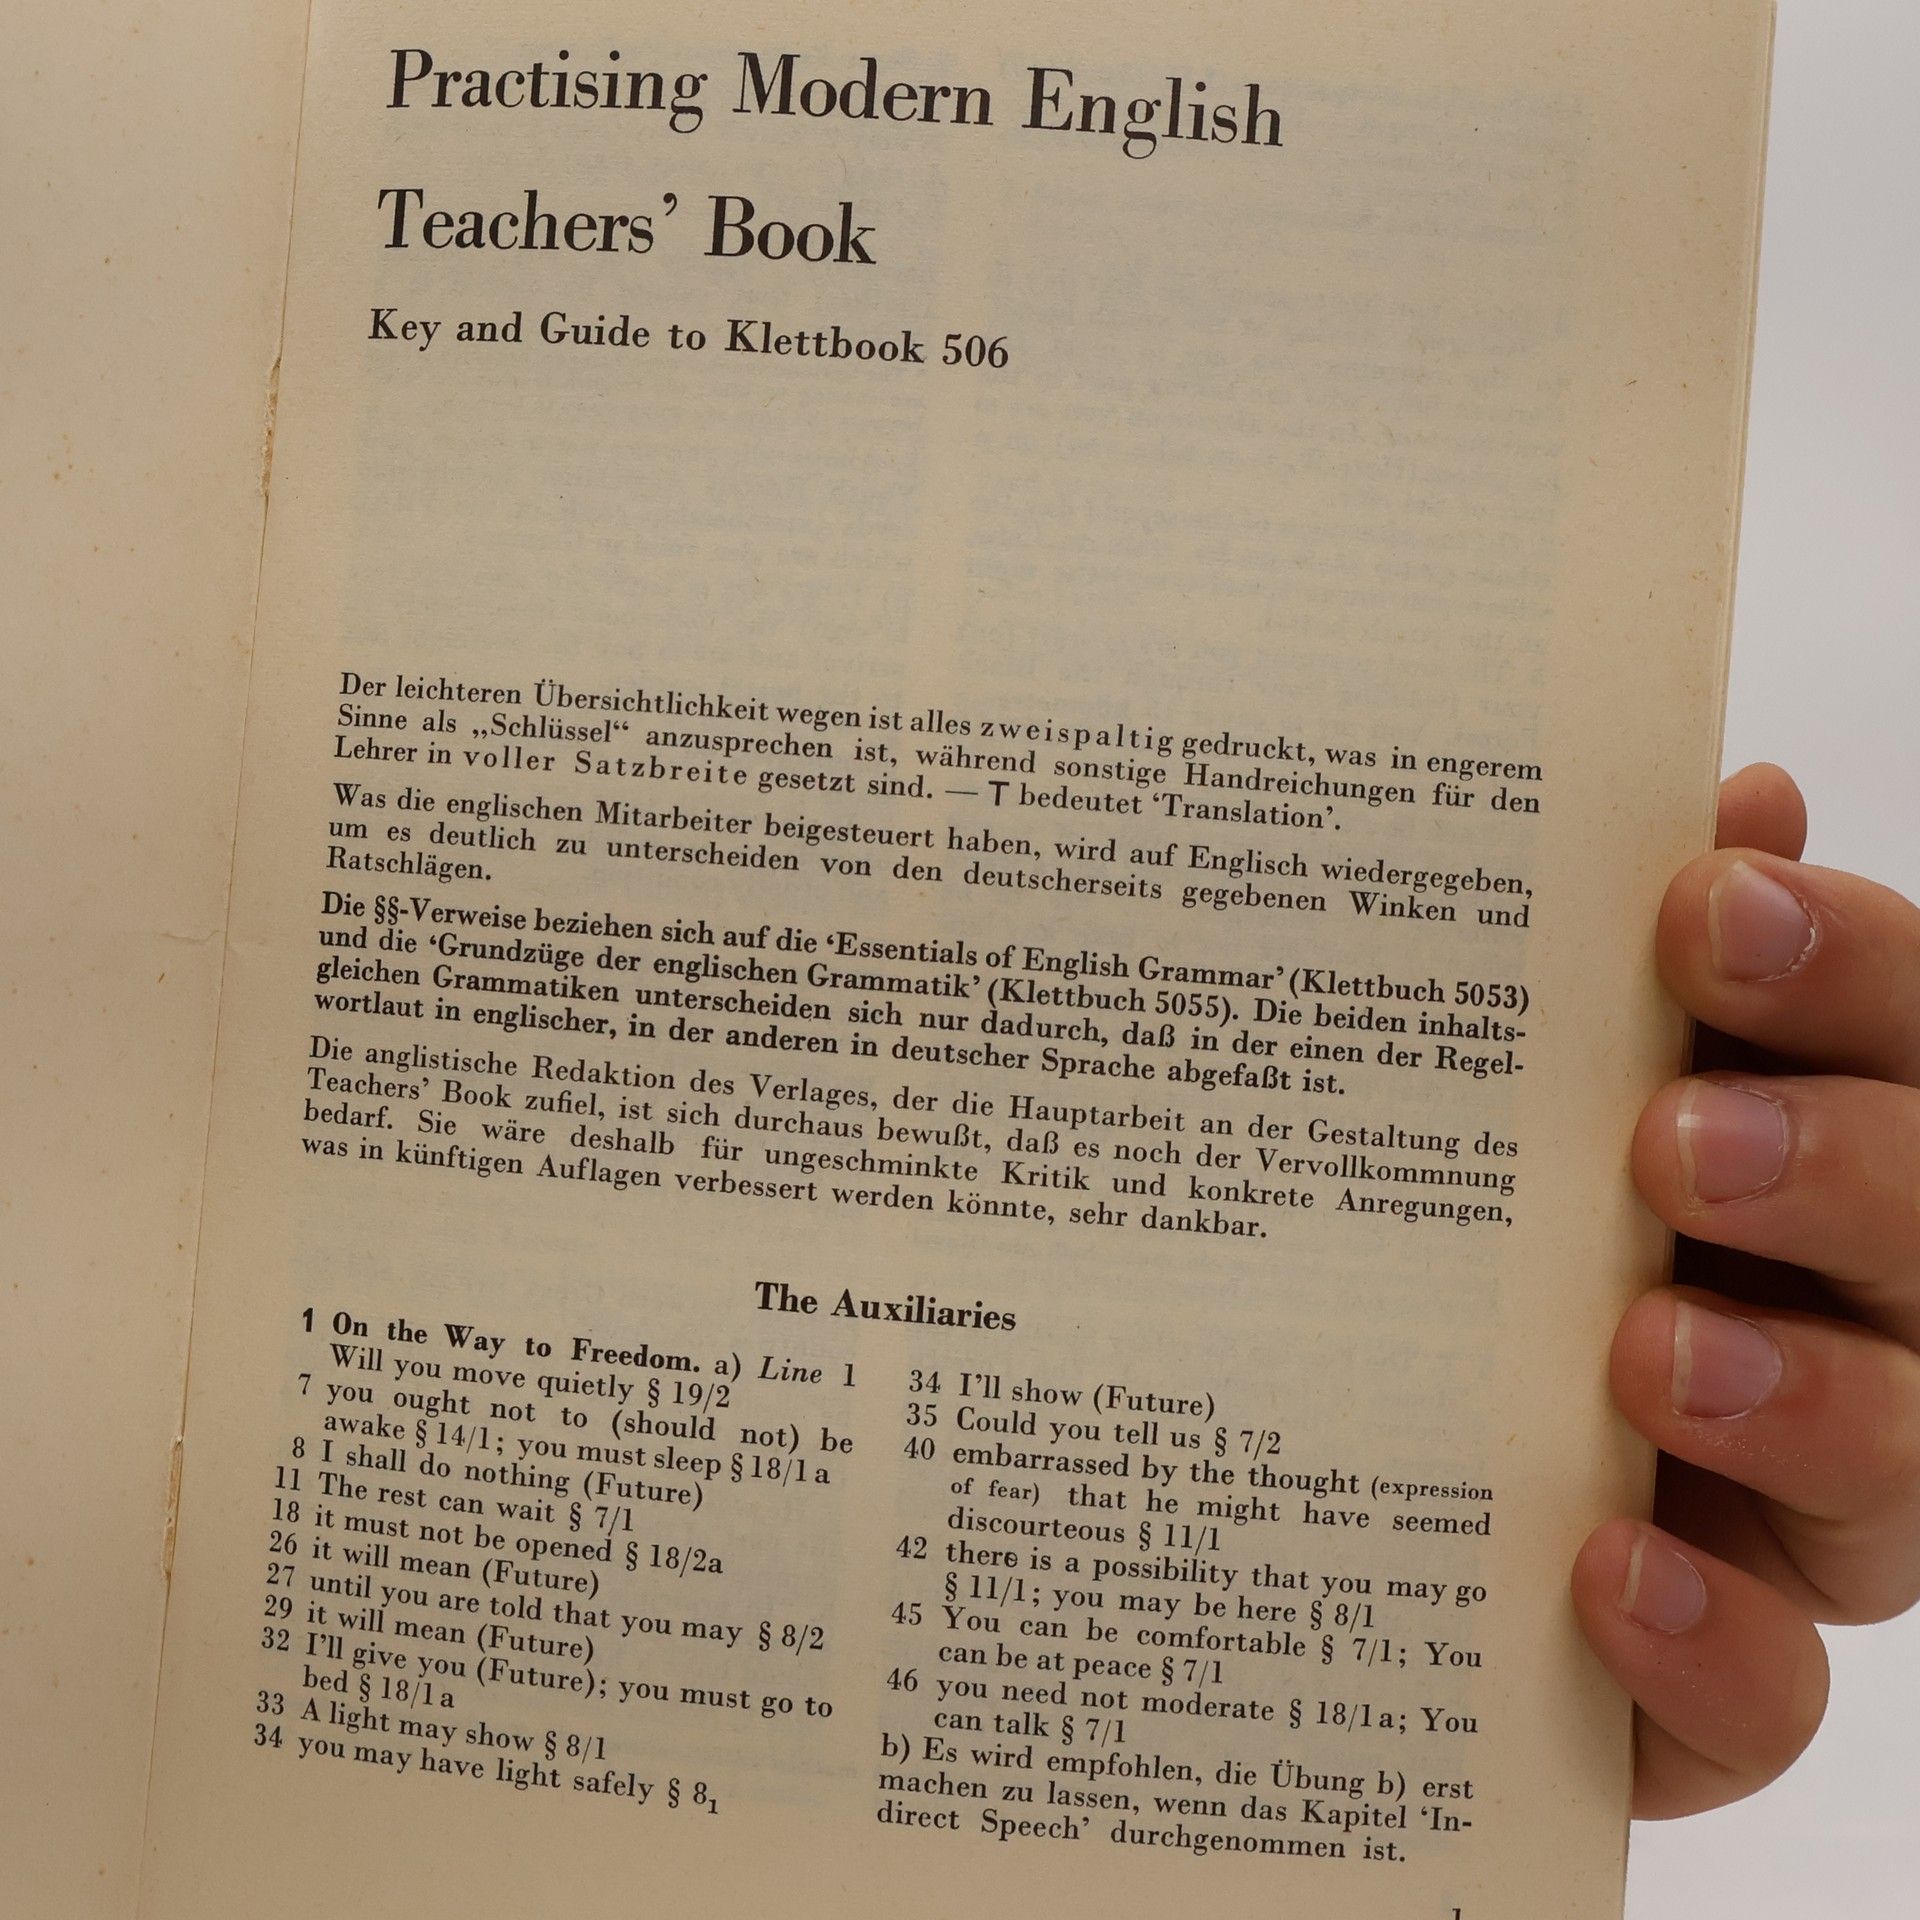 Practising Modern English
Teachers’ Book
Key and Guide to Klettbook 506
Der leichteren Übersichtlichkeit wegen ist alles zweispaltig gedruckt, was in engerem
Sinne als „Schlüssel“ anzusprechen ist, während sonstige Handreichungen für den
Lehrer in voller Satzbreite gesetzt sind. — T bedeutet ‘Translation’.
Was die englischen Mitarbeiter beigesteuert haben, wird auf Englisch wiedergegeben,
um es deutlich zu unterscheiden von den deutscherseits gegebenen Winken und
Ratschlägen.
Die §§-Verweise beziehen sich auf die ‘Essentials of English Grammar’ (Klettbuch 5053)
und die ‘Grundzüge der englischen Grammatik’ (Klettbuch 5055). Die beiden inhalts-
gleichen Grammatiken unterscheiden sich nur dadurch, daß in der einen der Regel-
wortlaut in englischer, in der anderen in deutscher Sprache abgefaßt ist.
Die anglistische Redaktion des Verlages, der die Hauptarbeit an der Gestaltung des
Teachers’ Book zufiel, ist sich durchaus bewußt, daß es noch der Vervollkommnung
bedarf. Sie wäre deshalb für ungeschminkte Kritik und konkrete Anregungen,
was in künftigen Auflagen verbessert werden könnte, sehr dankbar.
The Auxiliaries
1 On the Way to Freedom. a) Line 1
Will you move quietly § 19/2
7 you ought not to (should not) be
awake § 14/1; you must sleep § 18/1a
8 I shall do nothing (Future)
11 The rest can wait § 7/1
18 it must not be opened § 18/2a
26 it will mean (Future)
27 until you are told that you may § 8/2
29 it will mean (Future)
32 I’ll give you (Future); you must go to
bed § 18/1a
33 A light may show § 8/1
34 you may have light safely § 8₁
34 I’ll show (Future)
35 Could you tell us § 7/2
40 embarrassed by the thought (expression
of fear) that he might have seemed
discourteous § 11/1
42 there is a possibility that you may go
§ 11/1; you may be here § 8/1
45 You can be comfortable § 7/1; You
can be at peace § 7/1
46 you need not moderate § 18/1a; You
can talk § 7/1
b) Es wird empfohlen, die Übung b) erst
machen zu lassen, wenn das Kapitel ‘In-
direct Speech’ durchgenommen ist.
1